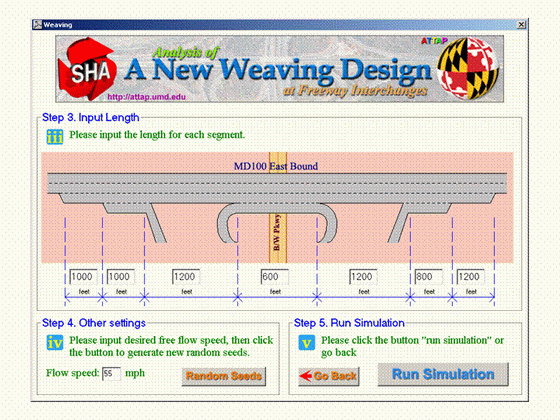 Weaving
SHA
Analysis of
A New Weaving Design
at Freeway Interchanges
ATTAP
http://attap.umd.edu
Step 3. Input Length
iii
Please input the length for each segment.
MD100 East Bound
B/W Pkwy
1000 1000 1200 600 1200 800 1200
feet feet feet feet feet feet feet
Step 4. Other settings
iv
Please input desired free flow speed, then click
the button to generate new random seeds.
Flow speed: 55 mph
Random Seeds
Step 5. Run Simulation
v
Please click the button "run simulation" or
go back
Go Back
Run Simulation